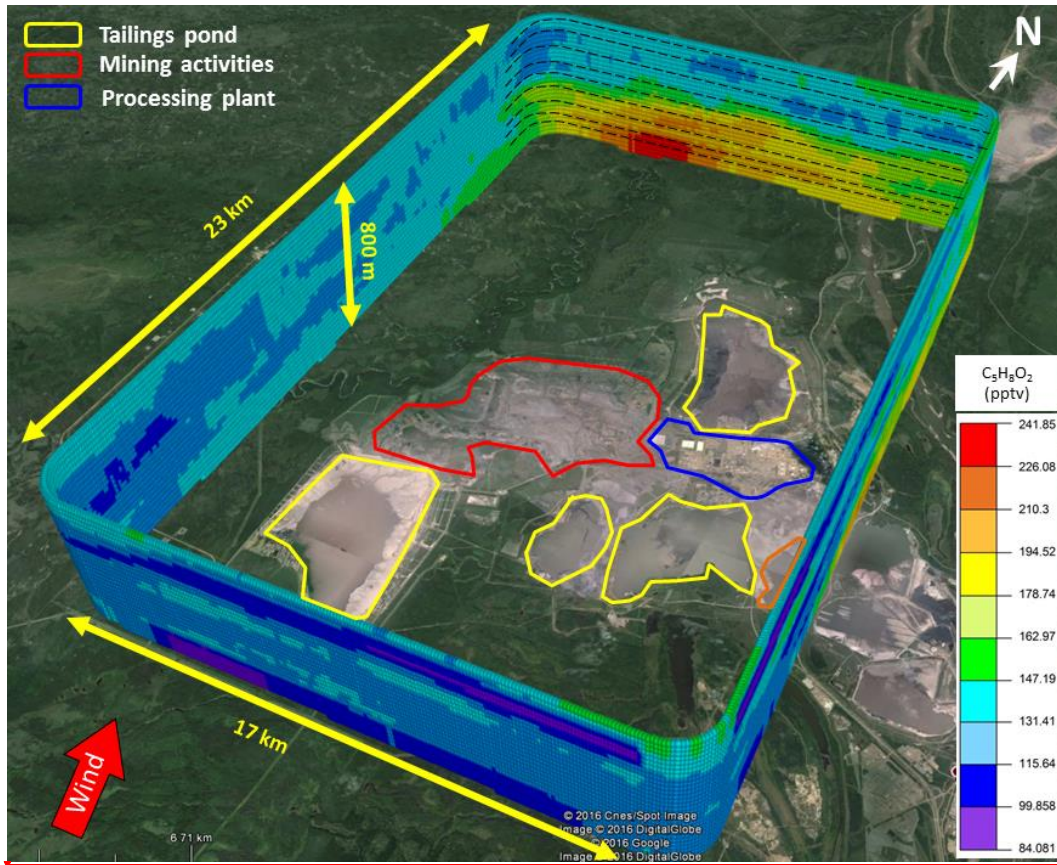 Tailings pond
Mining activities
Processing plant
N
23 km
800 m
17 km
Wind
6.71 km
C₅H₈O₂
(pptv)
241.85
226.08
210.3
194.52
178.74
162.97
147.19
131.41
115.64
99.858
84.081
© 2016 Cnes/Spot Image
Image © 2016 DigitalGlobe
© 2016 Google
Image © 2016 DigitalGlobe